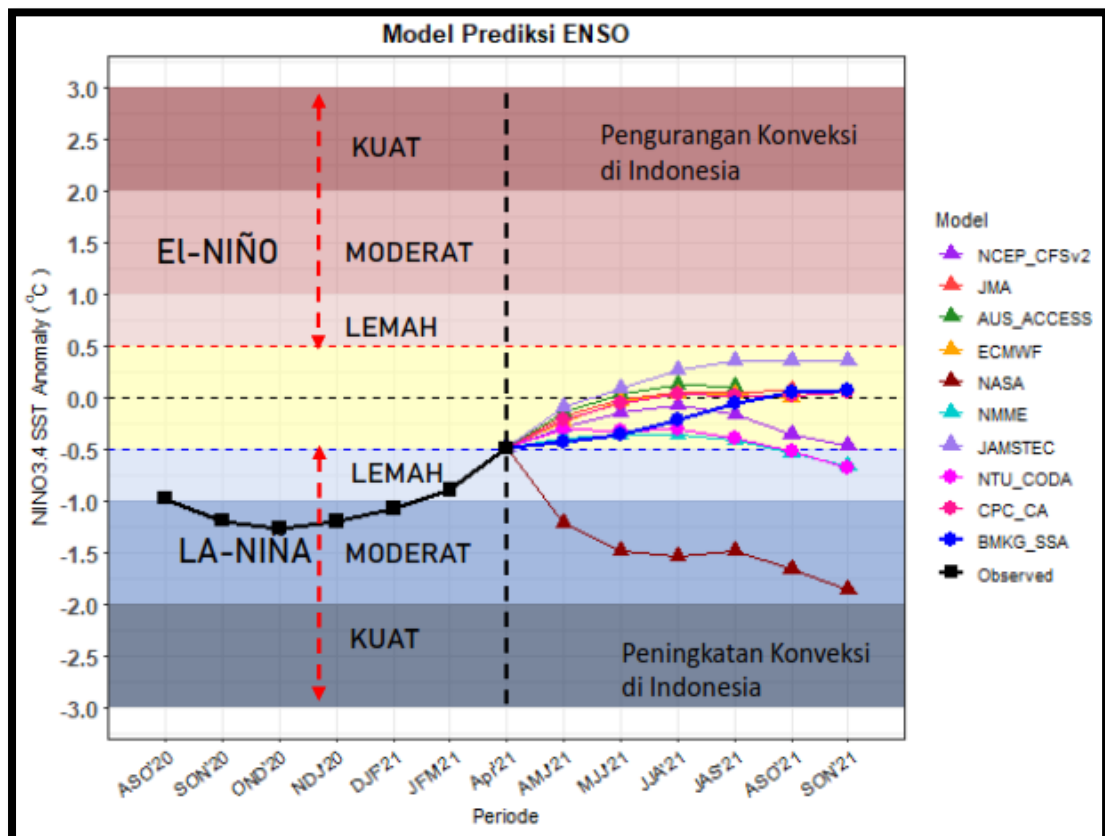 Model Prediksi ENSO
NINO3.4 SST Anomaly (°C)
3.0
2.5
2.0
1.5
1.0
0.5
0.0
-0.5
-1.0
-1.5
-2.0
-2.5
-3.0
KUAT
Pengurangan Konveksi
di Indonesia
El-NIÑO
MODERAT
LEMAH
LEMAH
LA-NIÑA
MODERAT
KUAT
Peningkatan Konveksi
di Indonesia
ASO'20
SON'20
OND'20
NDJ'20
DJF'21
JFM'21
Apr'21
AMJ'21
MJJ'21
JJA'21
JAS'21
ASO'21
SON'21
Periode
Model
NCEP_CFSv2
JMA
AUS_ACCESS
ECMWF
NASA
NMME
JAMSTEC
NTU_CODA
CPC_CA
BMKG_SSA
Observed